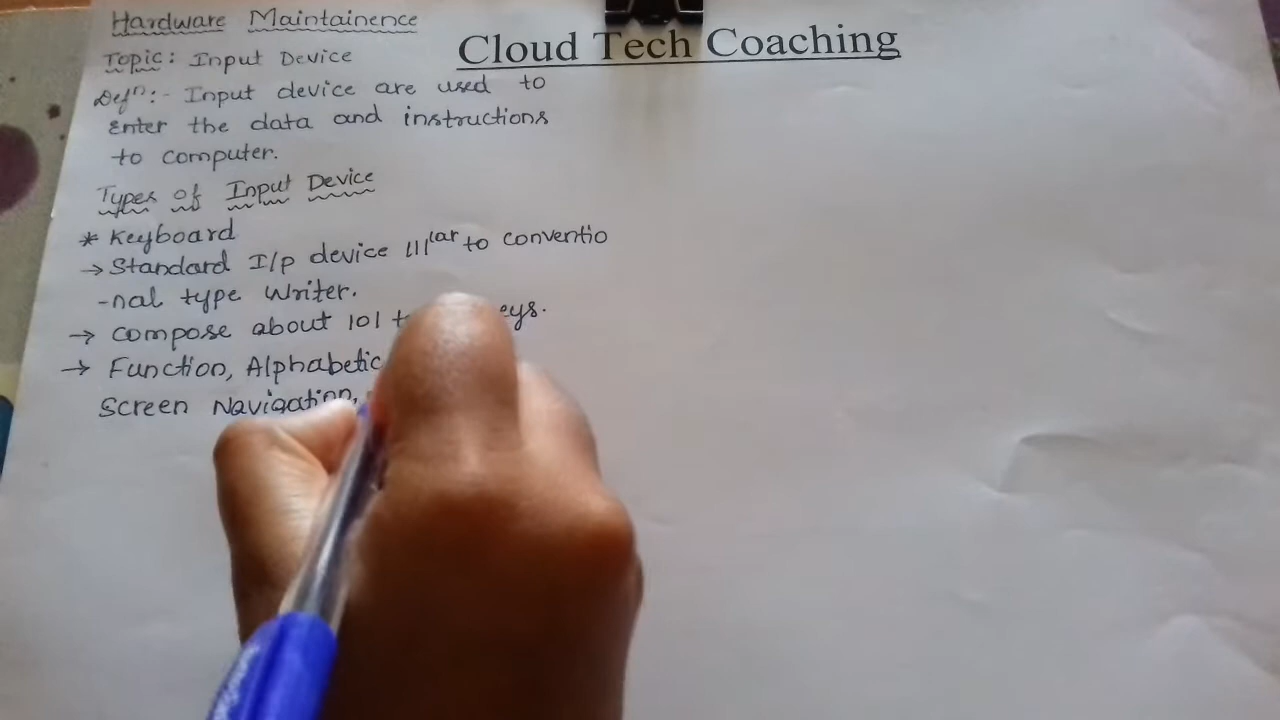 Hardware Maintainence
Cloud Tech Coaching
Topic: Input Device
Defn:- Input device are used to
Enter the data and instructions
to computer.
Types of Input Device
* Keyboard
→ Standard I/p device lllar to conventio
-nal type writer.
→ compose about 101
→ Function, Alphabetic
Screen Navigation,